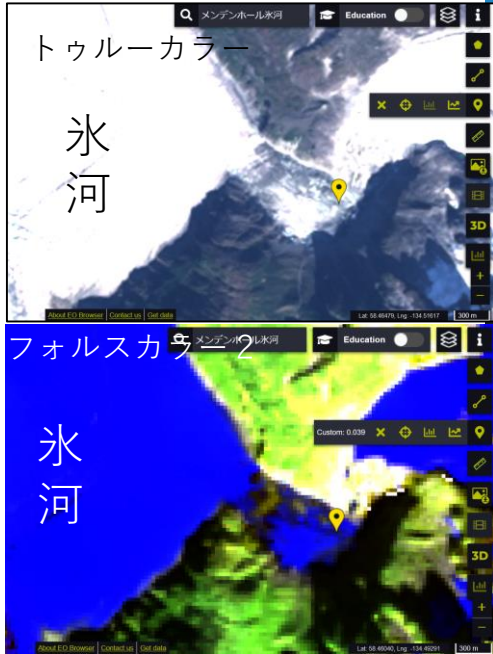 メンデンホール氷河 Education i
トゥルーカラー
氷
河
3D
+
−
About EO Browser Contact us Get data Lat: 58.46479, Lng: -134.51617 300 m
フォルスカラー2
メンデンホール氷河 Education i
Custom: 0.039
氷
河
3D
+
−
About EO Browser Contact us Get data Lat: 58.46040, Lng: -134.49291 300 m